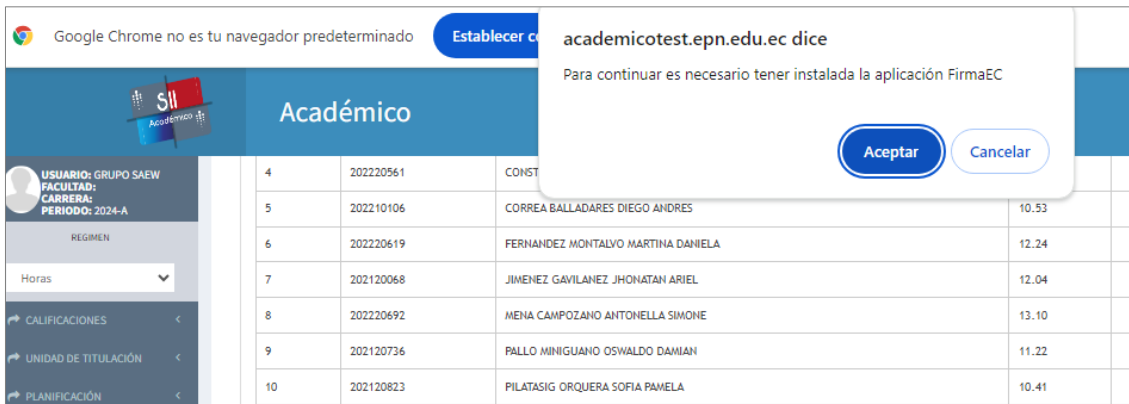 Google Chrome no es tu navegador predeterminado
Establecer
academicotest.epn.edu.ec dice
Para continuar es necesario tener instalada la aplicación FirmaEC
Aceptar Cancelar
SII
Académico
Académico
USUARIO: GRUPO SAEW
FACULTAD:
CARRERA:
PERIODO: 2024-A
REGIMEN
Horas
CALIFICACIONES
UNIDAD DE TITULACIÓN
PLANIFICACIÓN
4 202220561 CONST
5 202210106 CORREA BALLADARES DIEGO ANDRES 10.53
6 202220619 FERNANDEZ MONTALVO MARTINA DANIELA 12.24
7 202120068 JIMENEZ GAVILANEZ JHONATAN ARIEL 12.04
8 202220692 MENA CAMPOZANO ANTONELLA SIMONE 13.10
9 202120736 PALLO MINIGUANO OSWALDO DAMIAN 11.22
10 202120823 PILATASIG ORQUERA SOFIA PAMELA 10.41